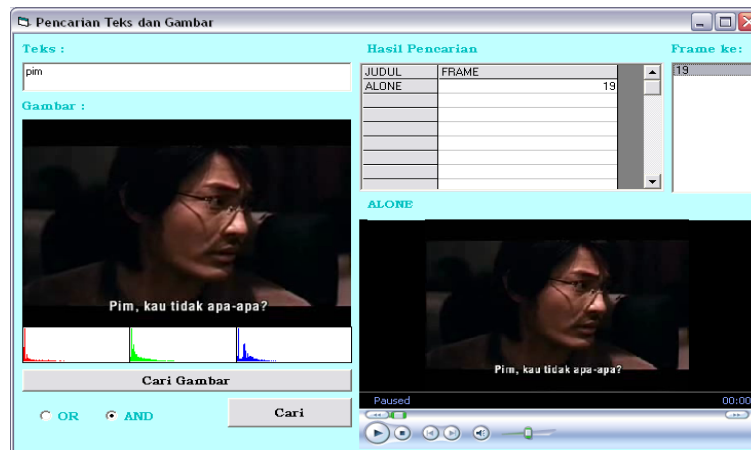 Pencarian Teks dan Gambar
Teks :
pim
Gambar :
Pim, kau tidak apa-apa?
Cari Gambar
OR
AND
Cari
Hasil Pencarian
JUDUL FRAME
ALONE 19
Frame ke:
19
ALONE
Pim, kau tidak apa-apa?
Paused
00:00